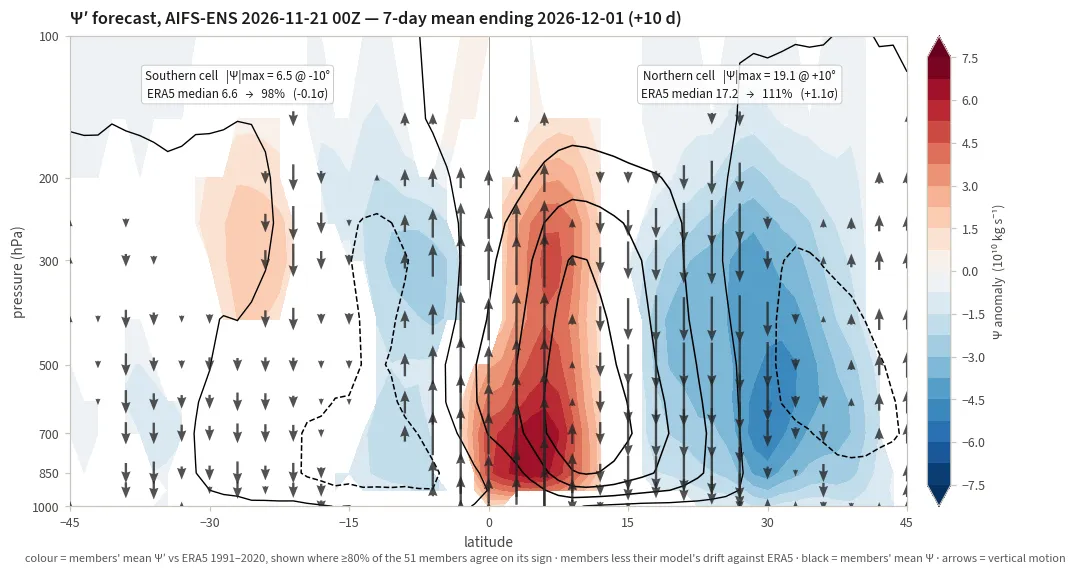 Ψ′ forecast, AIFS-ENS 2026-11-21 00Z — 7-day mean ending 2026-12-01 (+10 d)
Southern cell |Ψ|max = 6.5 @ -10°
ERA5 median 6.6 → 98% (-0.1σ)
Northern cell |Ψ|max = 19.1 @ +10°
ERA5 median 17.2 → 111% (+1.1σ)
pressure (hPa)
100
200
300
400
500
700
850
1000
−45
−30
−15
0
15
30
45
latitude
7.5
6.0
4.5
3.0
1.5
0.0
−1.5
−3.0
−4.5
−6.0
−7.5
Ψ anomaly (10¹⁰ kg s⁻¹)
colour = members' mean Ψ′ vs ERA5 1991–2020, shown where ≥80% of the 51 members agree on its sign · members less their model's drift against ERA5 · black = members' mean Ψ · arrows = vertical motion